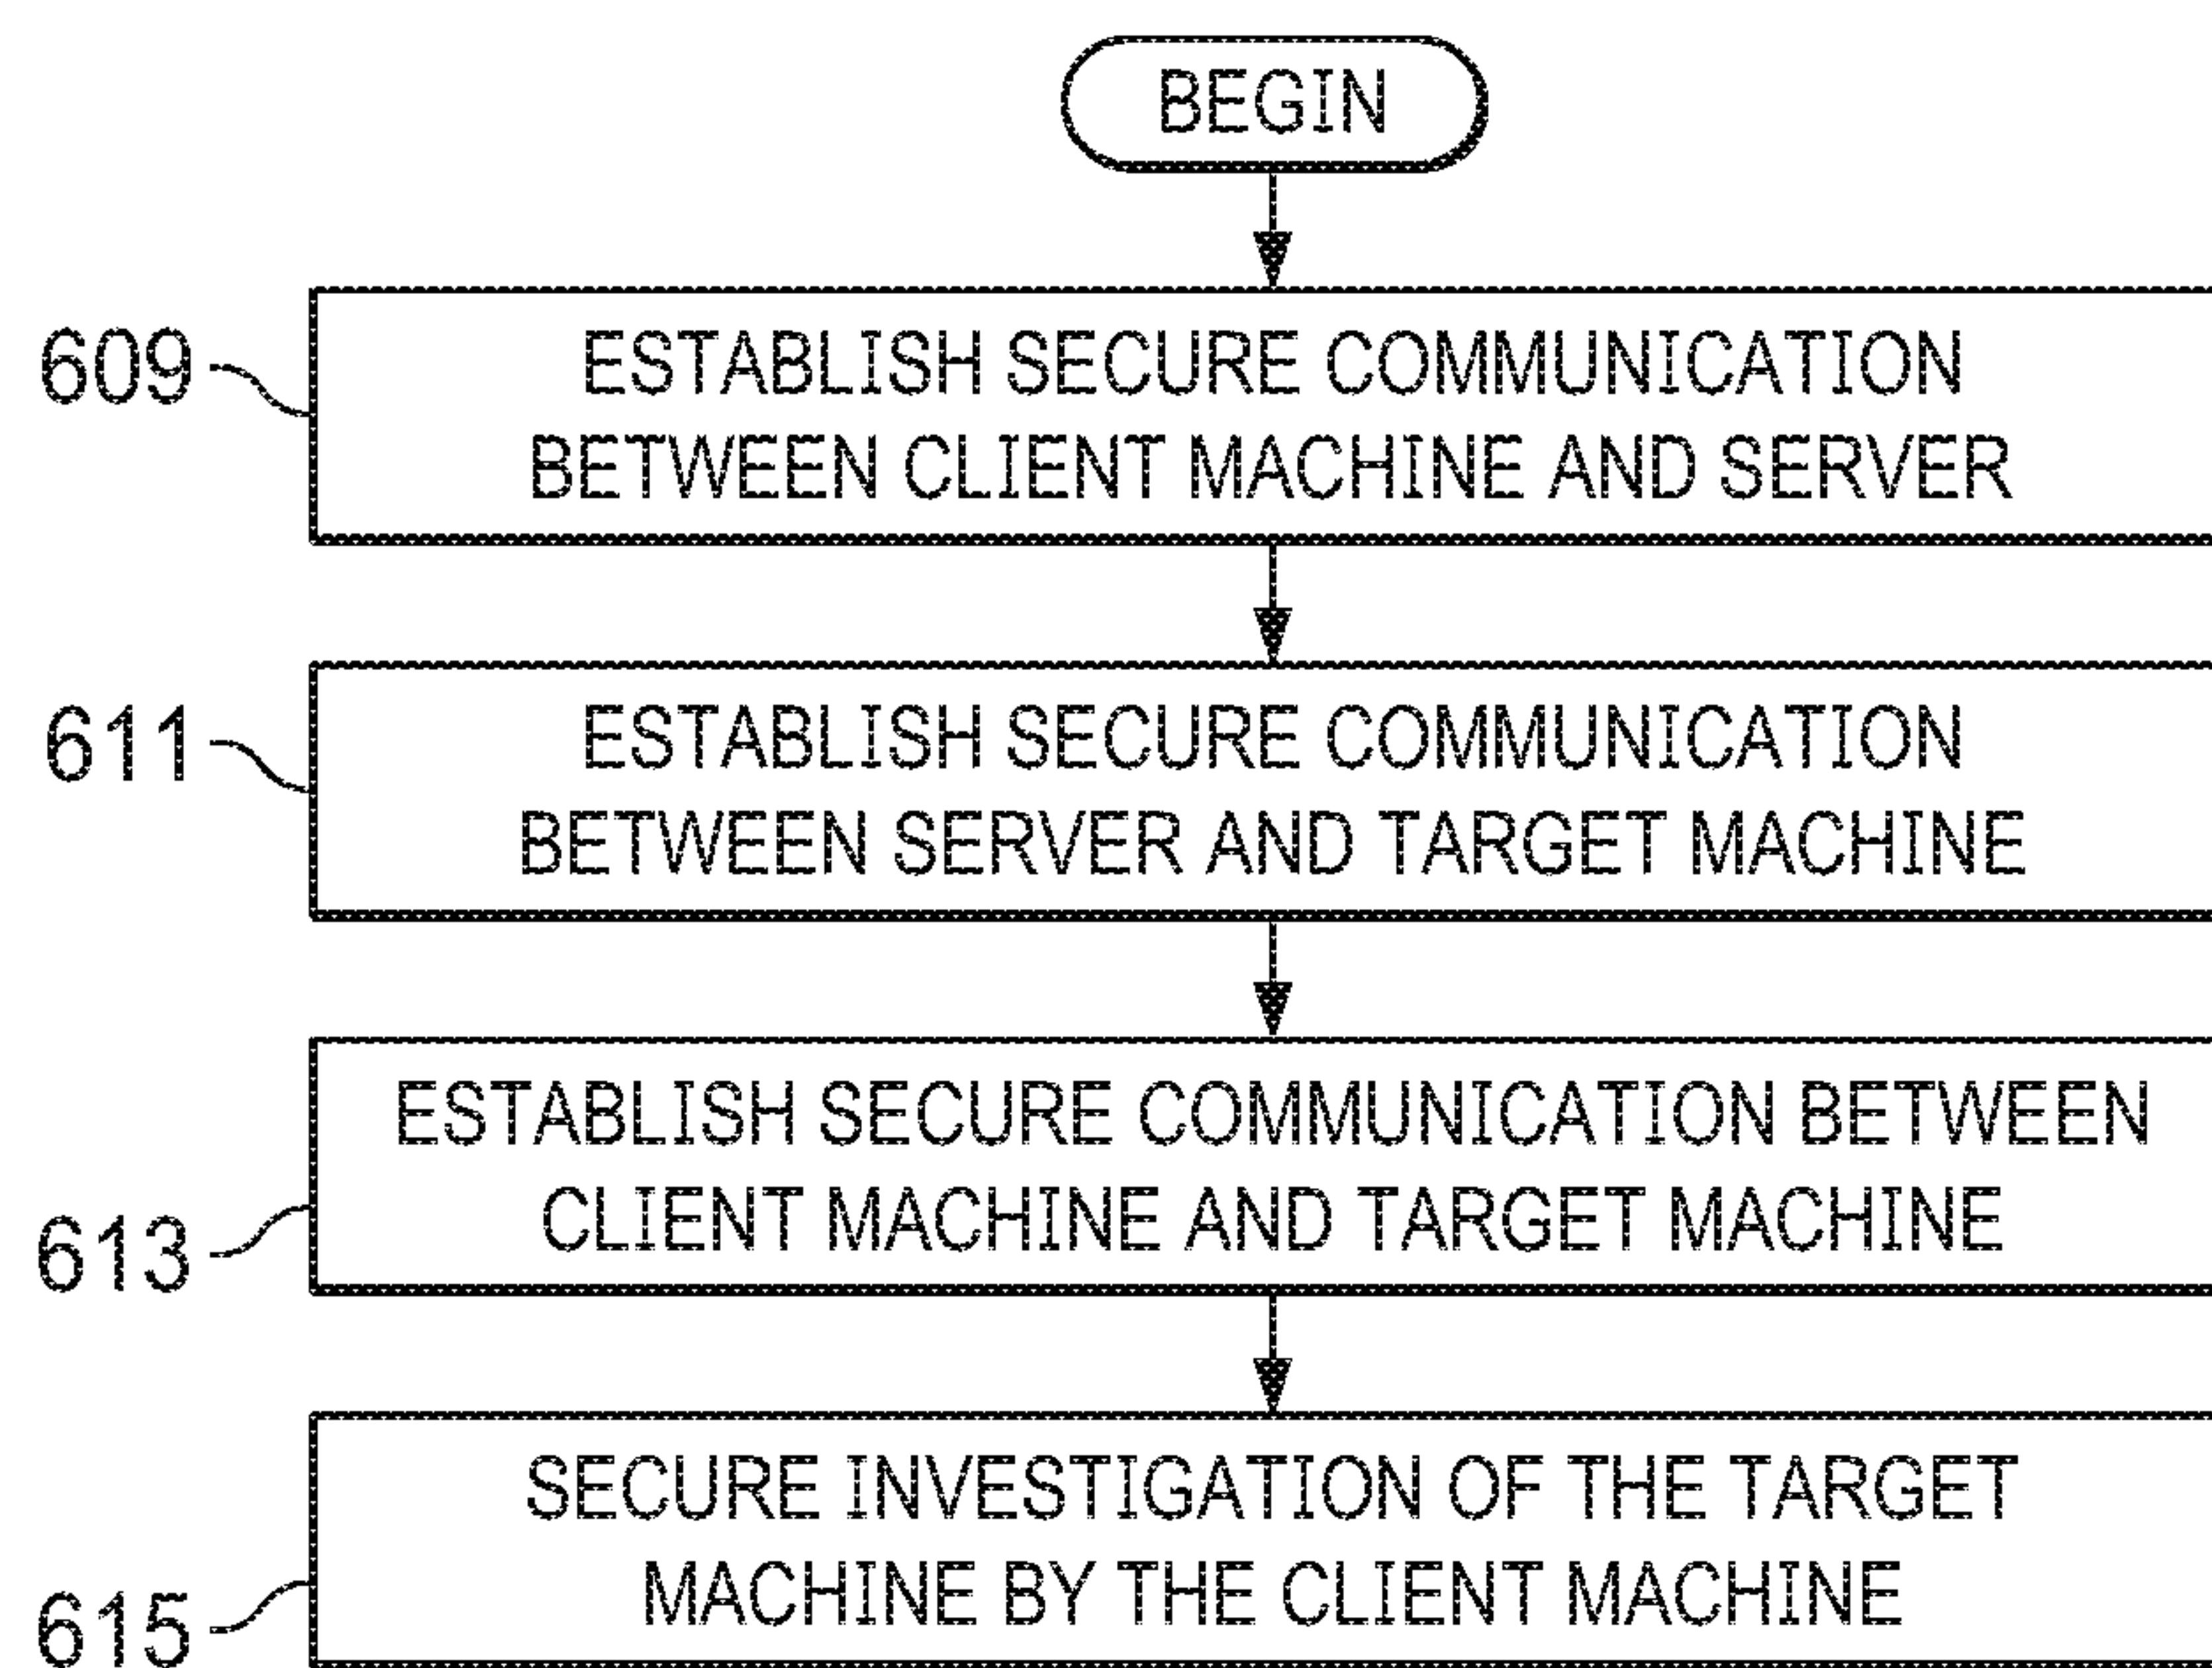 BEGIN
609
ESTABLISH SECURE COMMUNICATION
BETWEEN CLIENT MACHINE AND SERVER
611
ESTABLISH SECURE COMMUNICATION
BETWEEN SERVER AND TARGET MACHINE
613
ESTABLISH SECURE COMMUNICATION BETWEEN
CLIENT MACHINE AND TARGET MACHINE
615
SECURE INVESTIGATION OF THE TARGET
MACHINE BY THE CLIENT MACHINE